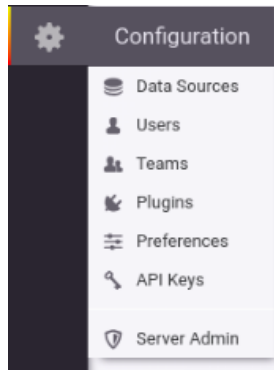 Configuration
Data Sources
Users
Teams
Plugins
Preferences
API Keys
Server Admin